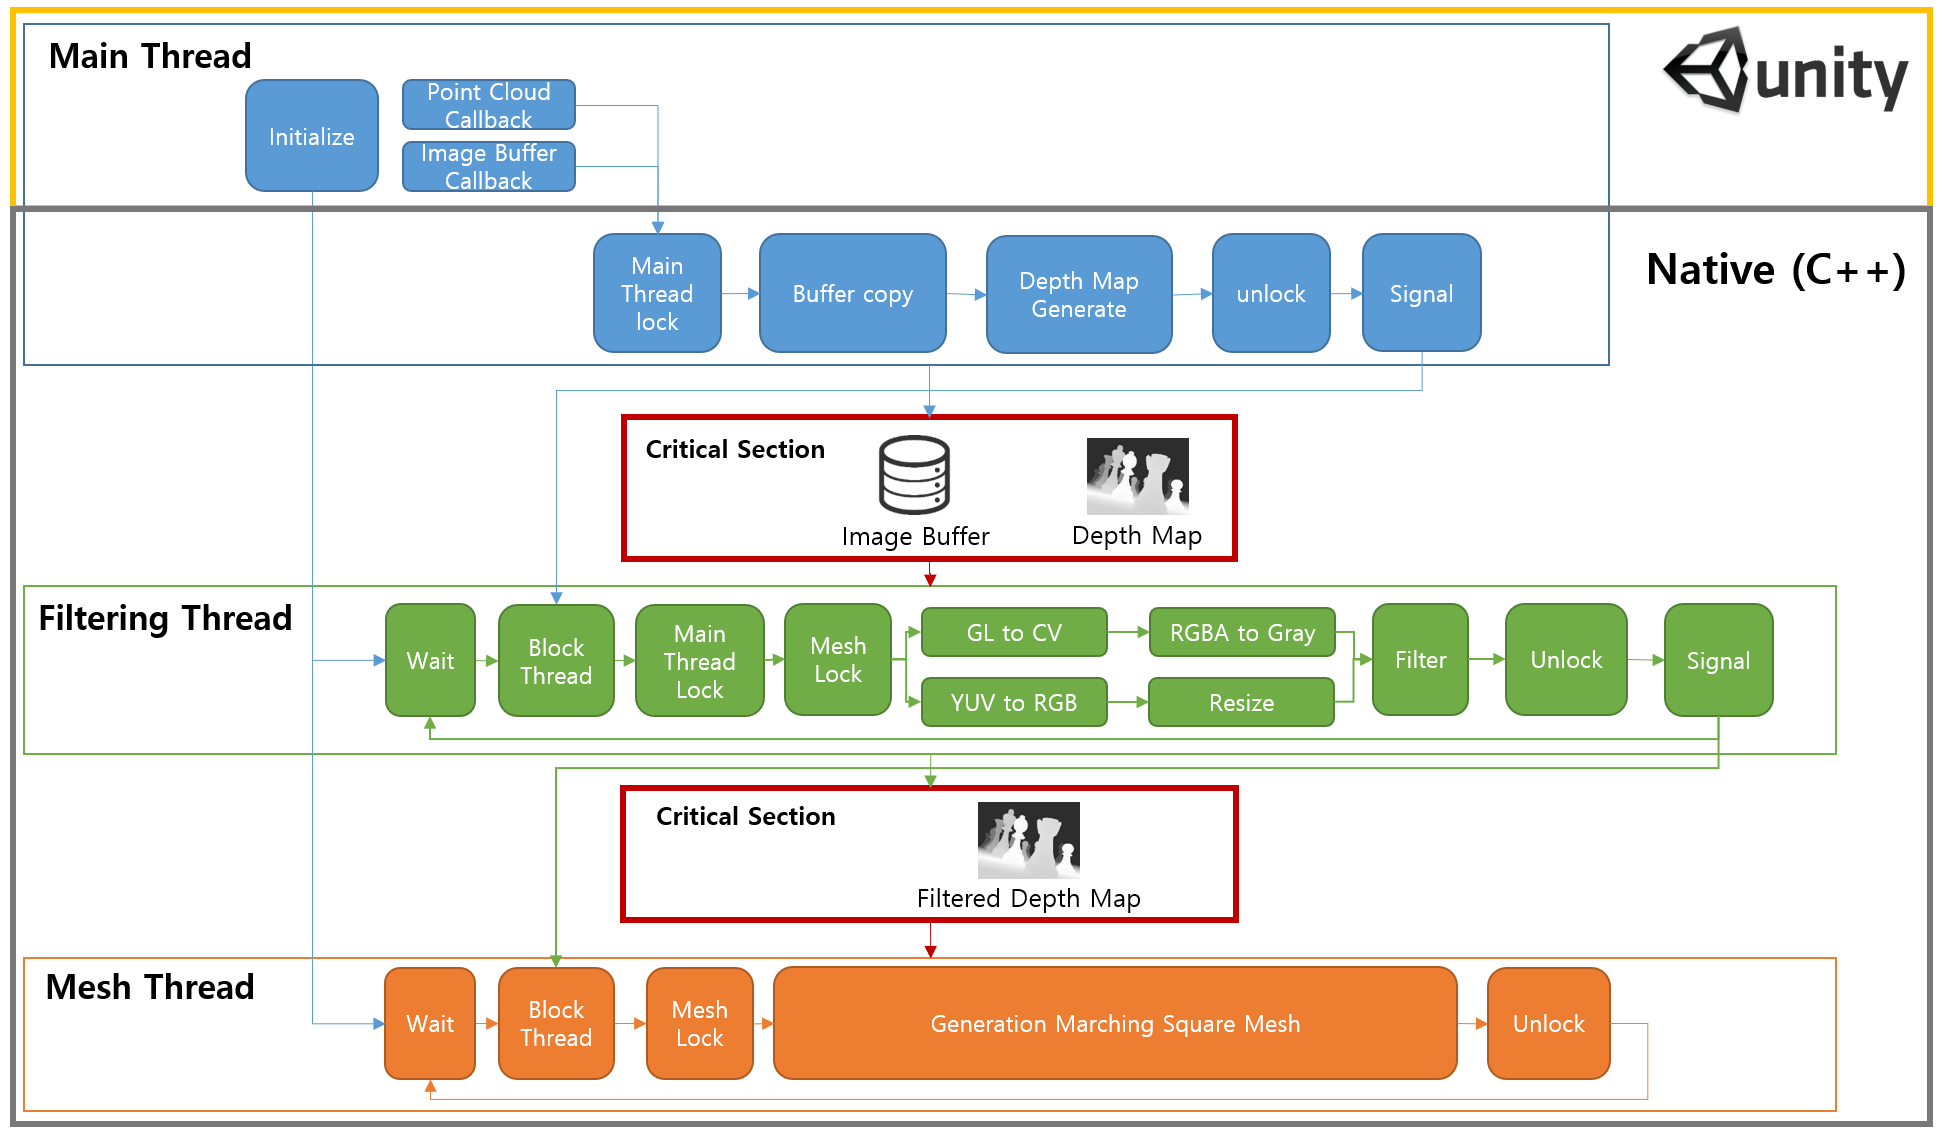 Main Thread
unity
Initialize
Point Cloud
Callback
Image Buffer
Callback
Native (C++)
Main
Thread
lock
Buffer copy
Depth Map
Generate
unlock
Signal
Critical Section
Image Buffer
Depth Map
Filtering Thread
Wait
Block
Thread
Main
Thread
Lock
Mesh
Lock
GL to CV
RGBA to Gray
YUV to RGB
Resize
Filter
Unlock
Signal
Critical Section
Filtered Depth Map
Mesh Thread
Wait
Block
Thread
Mesh
Lock
Generation Marching Square Mesh
Unlock